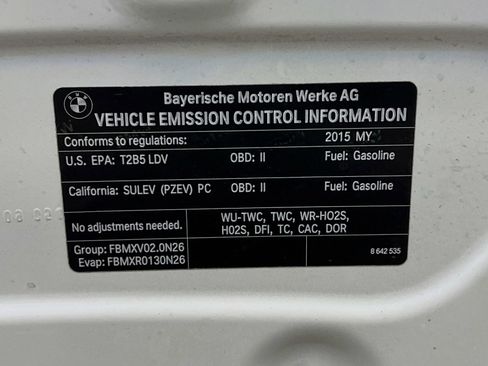 BMW
Bayerische Motoren Werke AG
VEHICLE EMISSION CONTROL INFORMATION
Conforms to regulations: 2015 MY
U.S. EPA: T2B5 LDV OBD: II Fuel: Gasoline
California: SULEV (PZEV) PC OBD: II Fuel: Gasoline
No adjustments needed. WU-TWC, TWC, WR-HO2S,
HO2S, DFI, TC, CAC, DOR
Group: FBMXV02.0N26
Evap: FBMXR0130N26
8 642 535